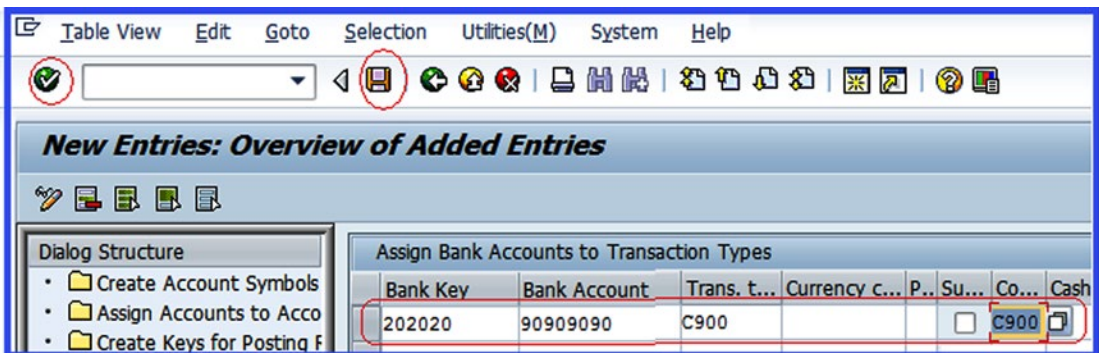 Table View Edit Goto Selection Utilities(M) System Help
New Entries: Overview of Added Entries
Dialog Structure
Create Account Symbols
Assign Accounts to Acco
Create Keys for Posting F
Assign Bank Accounts to Transaction Types
Bank Key Bank Account Trans. t... Currency c... P.. Su... Co... Cash
202020 90909090 C900 C900